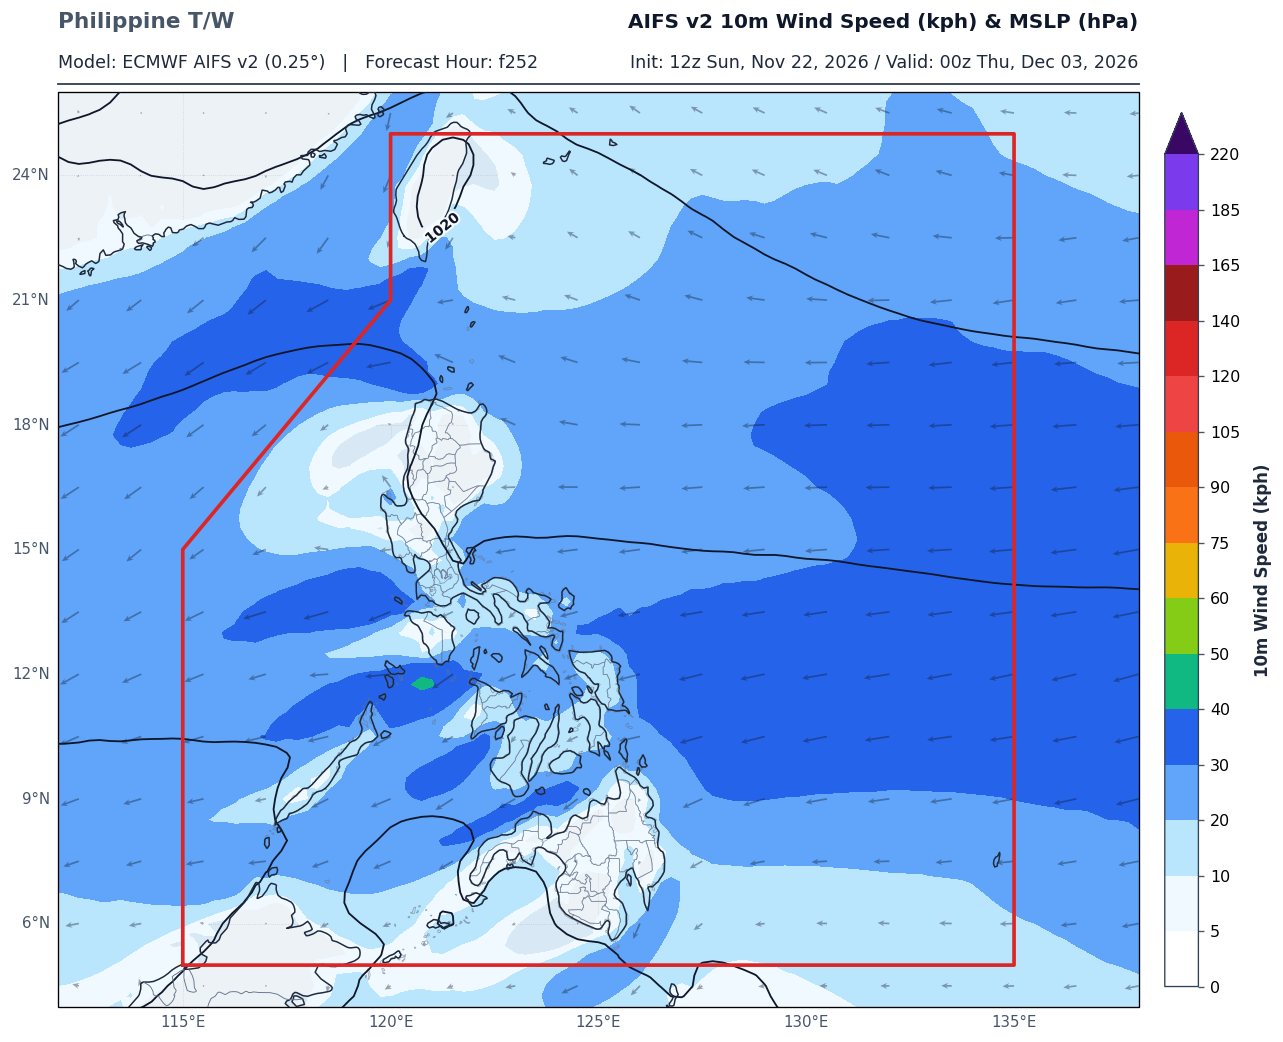 Philippine T/W
AIFS v2 10m Wind Speed (kph) & MSLP (hPa)
Model: ECMWF AIFS v2 (0.25°) | Forecast Hour: f252
Init: 12z Sun, Nov 22, 2026 / Valid: 00z Thu, Dec 03, 2026
24°N
21°N
18°N
15°N
12°N
9°N
6°N
1020
115°E
120°E
125°E
130°E
135°E
220
185
165
140
120
105
90
75
60
50
40
30
20
10
5
0
10m Wind Speed (kph)